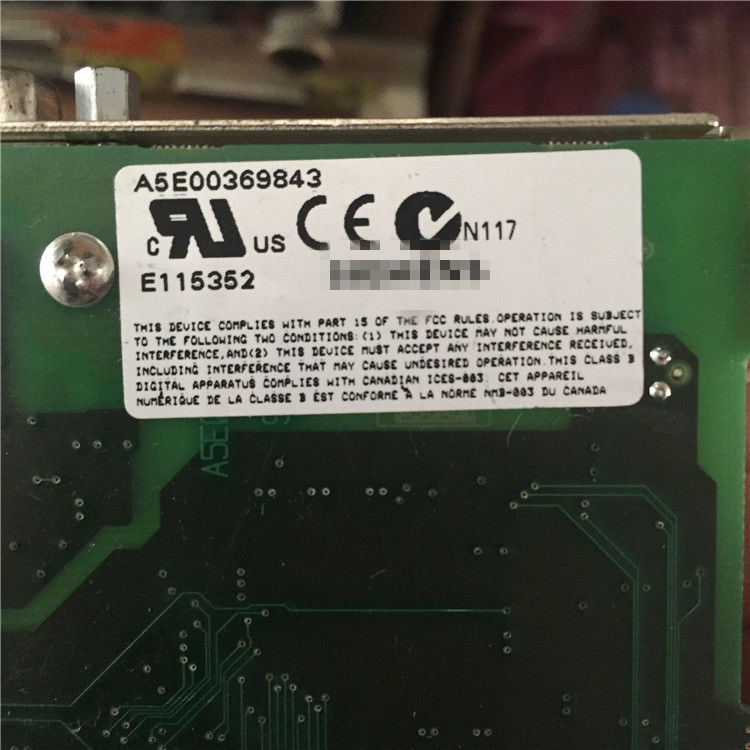 A5E00369843
c US CE N117
E115352
THIS DEVICE COMPLIES WITH PART 15 OF THE FCC RULES.OPERATION IS SUBJECT
TO THE FOLLOWING TWO CONDITIONS:(1) THIS DEVICE MAY NOT CAUSE HARMFUL
INTERFERENCE,AND(2) THIS DEVICE MUST ACCEPT ANY INTERFERENCE RECEIVED,
INCLUDING INTERFERENCE THAT MAY CAUSE UNDESIRED OPERATION.THIS CLASS B
DIGITAL APPARATUS COMPLIES WITH CANADIAN ICES-003. CET APPAREIL
NUMÉRIQUE DE LA CLASSE B EST CONFORME À LA NORME NMB-003 DU CANADA
A5E